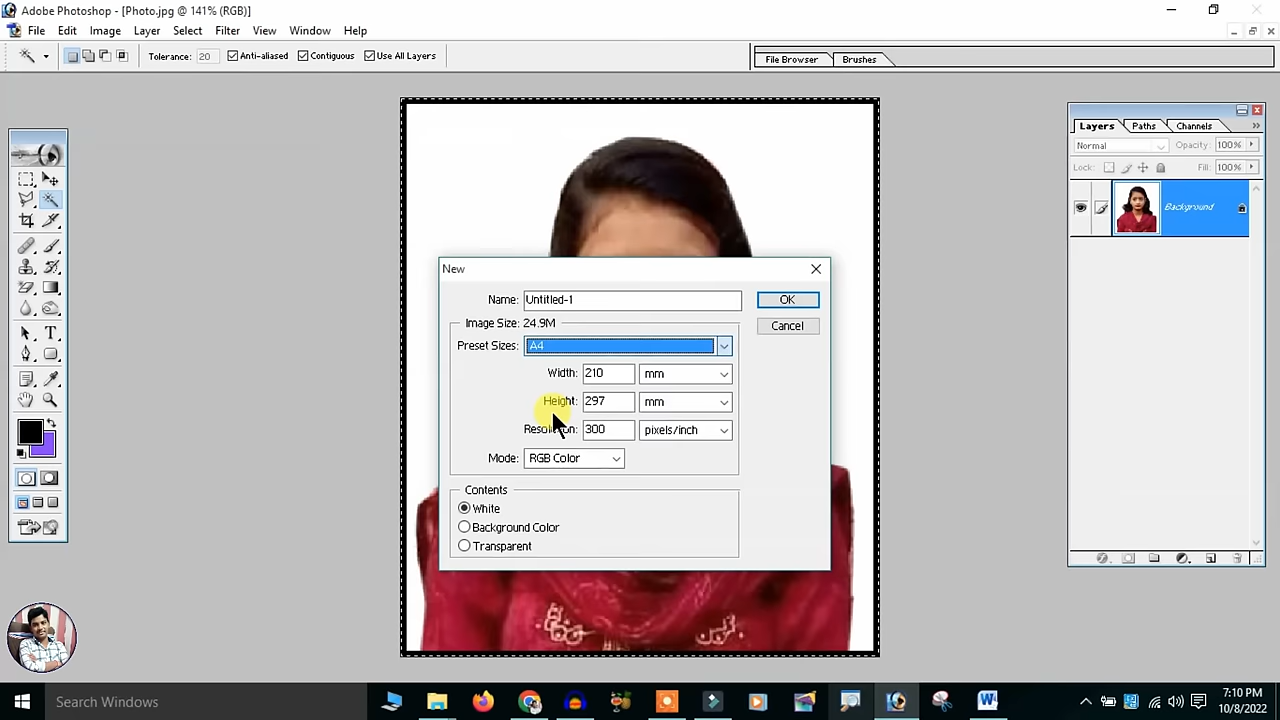 Adobe Photoshop - [Photo.jpg @ 141% (RGB)]
File Edit Image Layer Select Filter View Window Help
Tolerance: 20 Anti-aliased Contiguous Use All Layers
File Browser Brushes
Layers Paths Channels
Normal Opacity: 100%
Lock: Fill: 100%
Background
New
Name: Untitled-1
OK
Image Size: 24.9M
Cancel
Preset Sizes: A4
Width: 210 mm
Height: 297 mm
Resolution: 300 pixels/inch
Mode: RGB Color
Contents
White
Background Color
Transparent
Search Windows
7:10 PM
10/8/2022